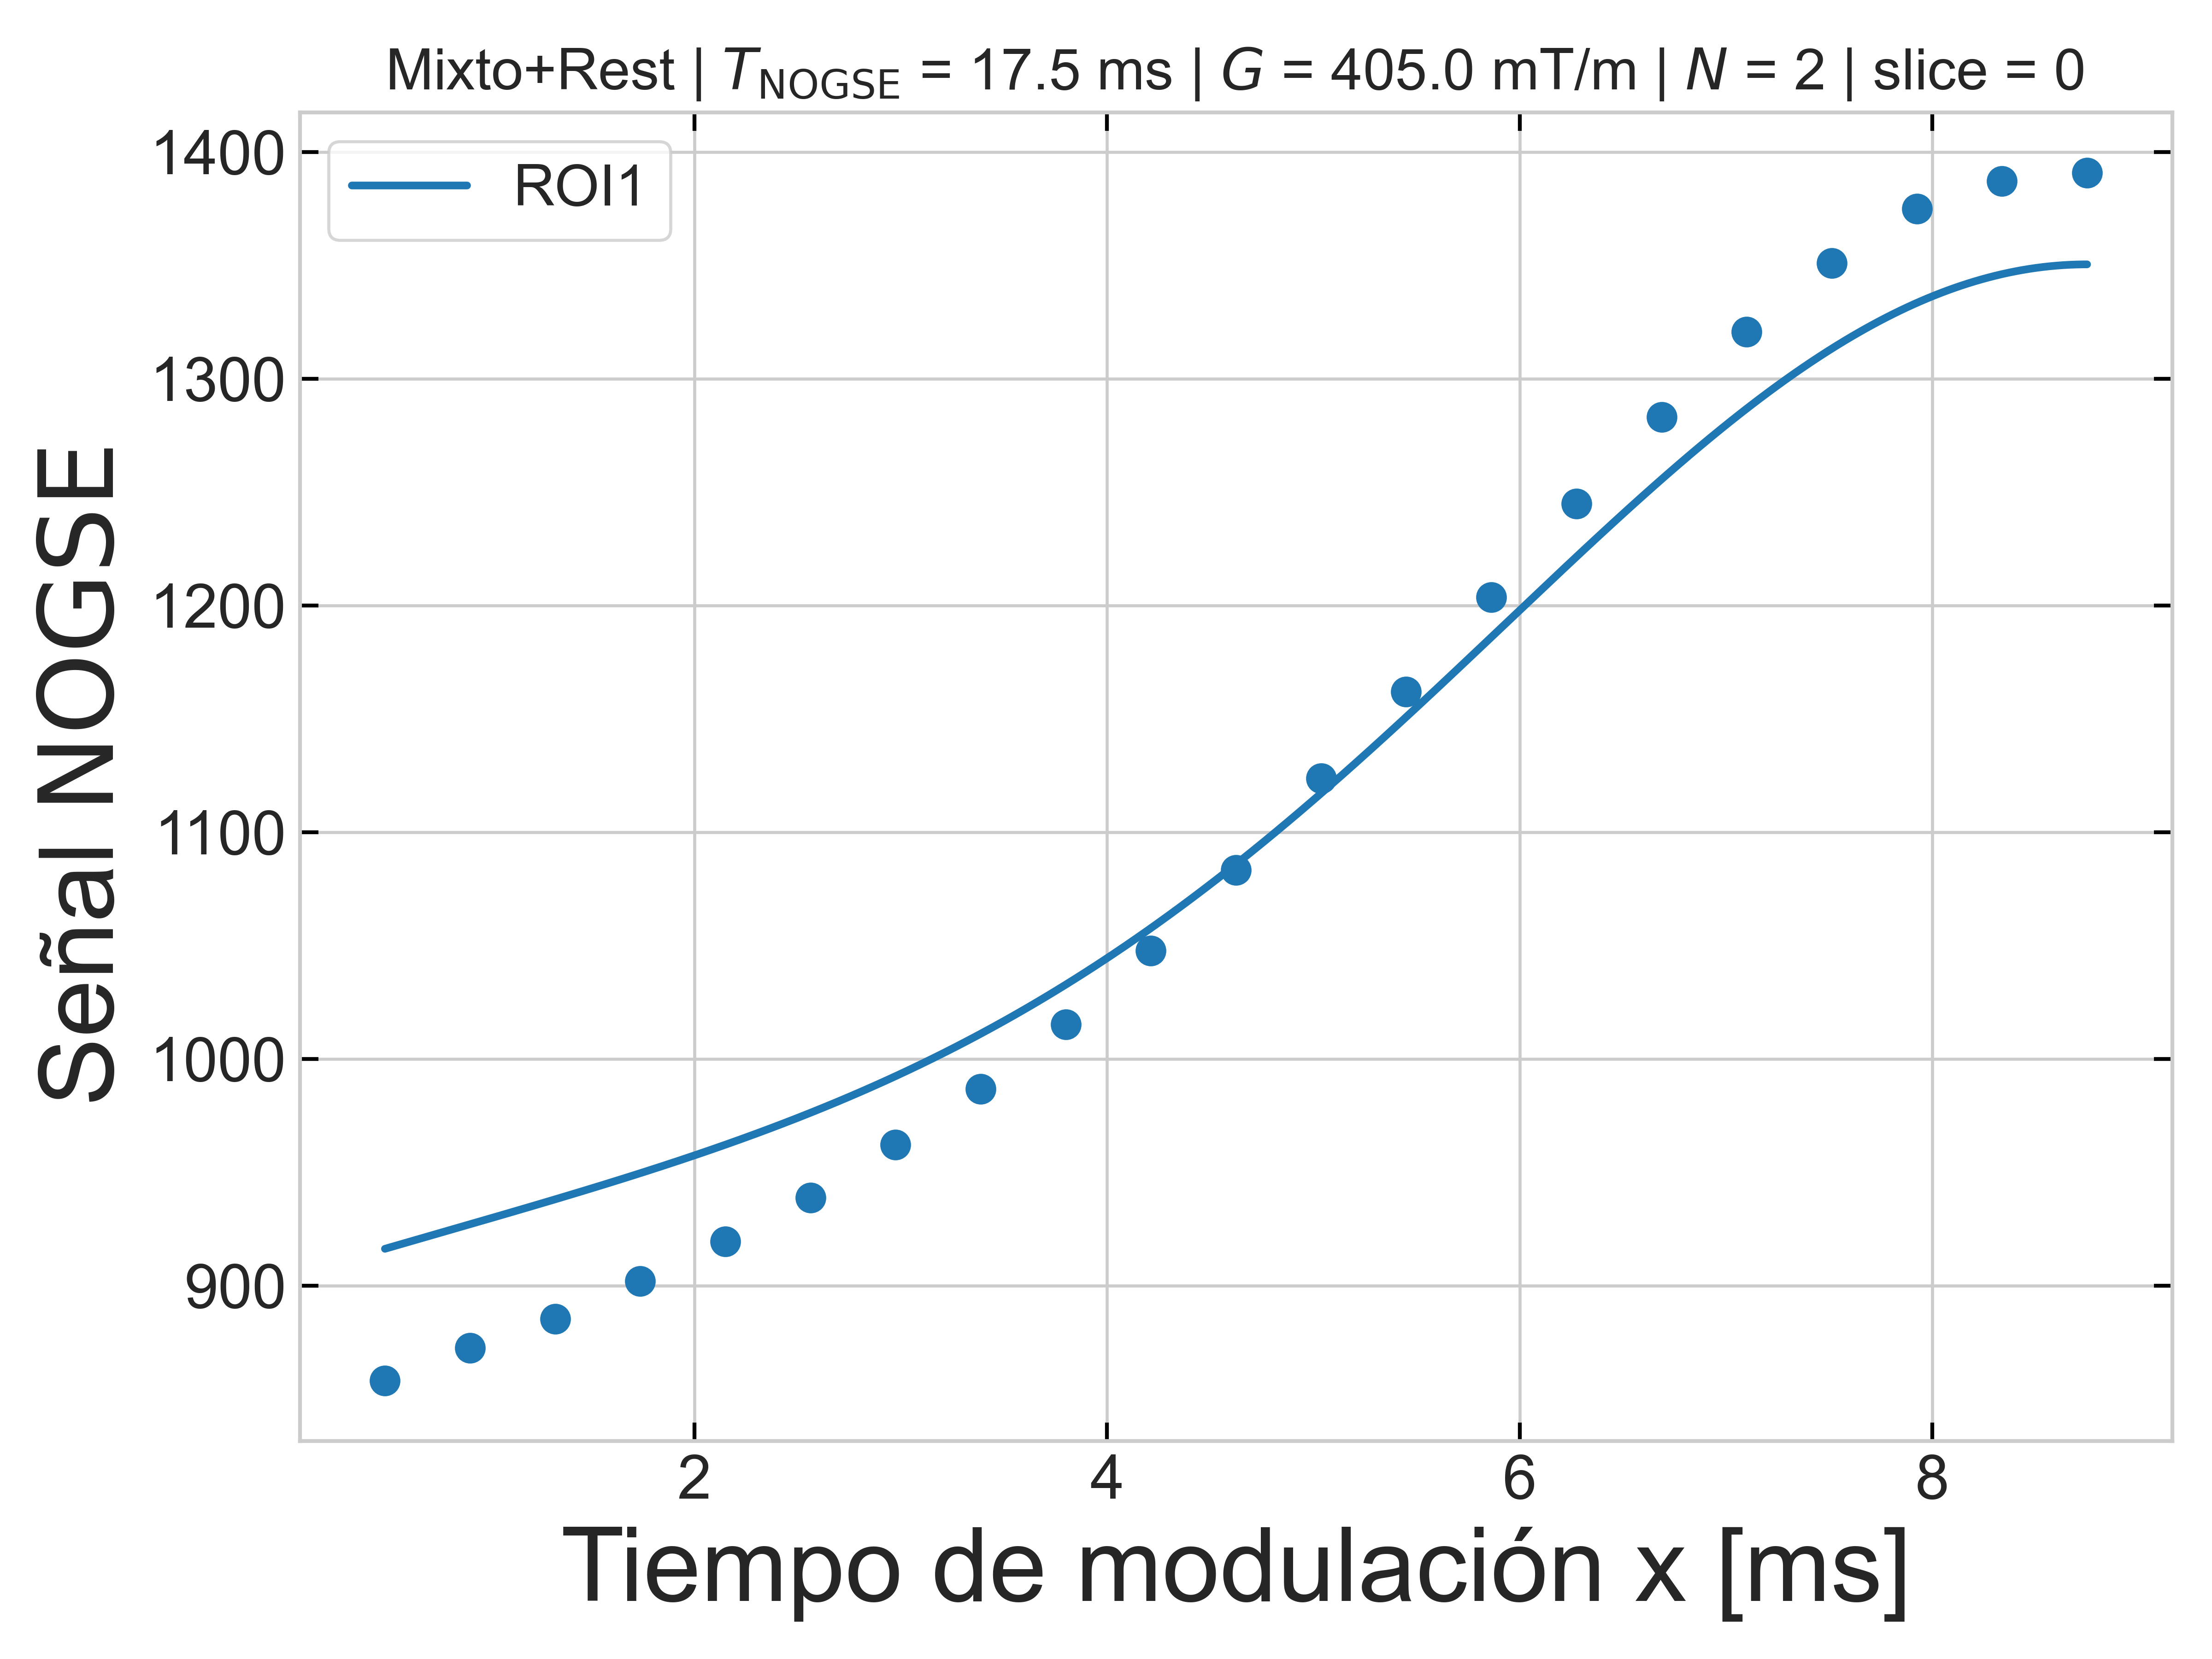 Mixto+Rest | T_NOGSE = 17.5 ms | G = 405.0 mT/m | N = 2 | slice = 0
ROI1
1400
1300
1200
1100
1000
900
Señal NOGSE
2 4 6 8
Tiempo de modulación x [ms]